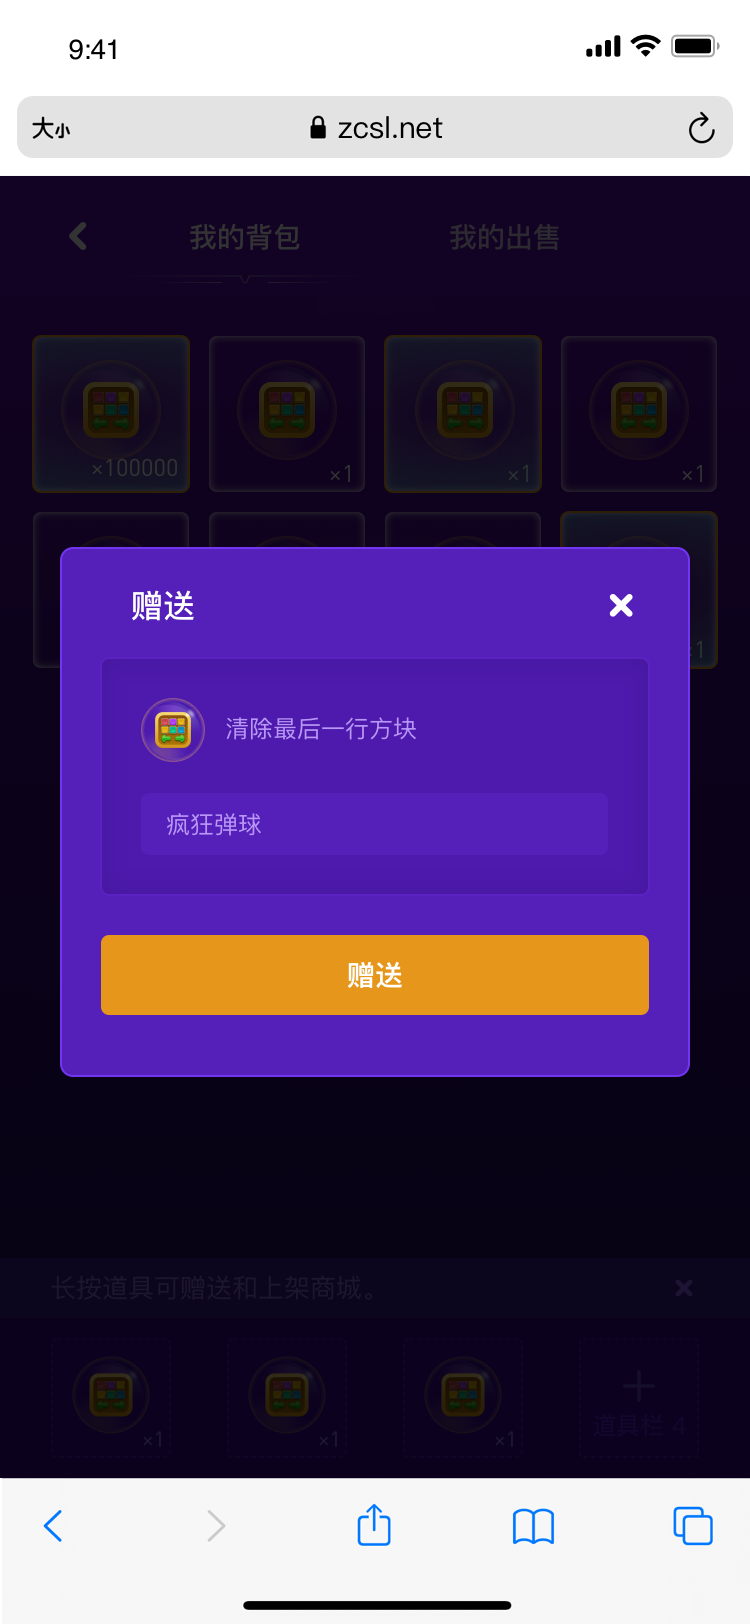 9:41
大小
zcsl.net
我的背包
我的出售
×100000
×1
×1
×1
×1
赠送
清除最后一行方块
疯狂弹球
赠送
长按道具可赠送和上架商城。
×1
×1
×1
道具栏 4